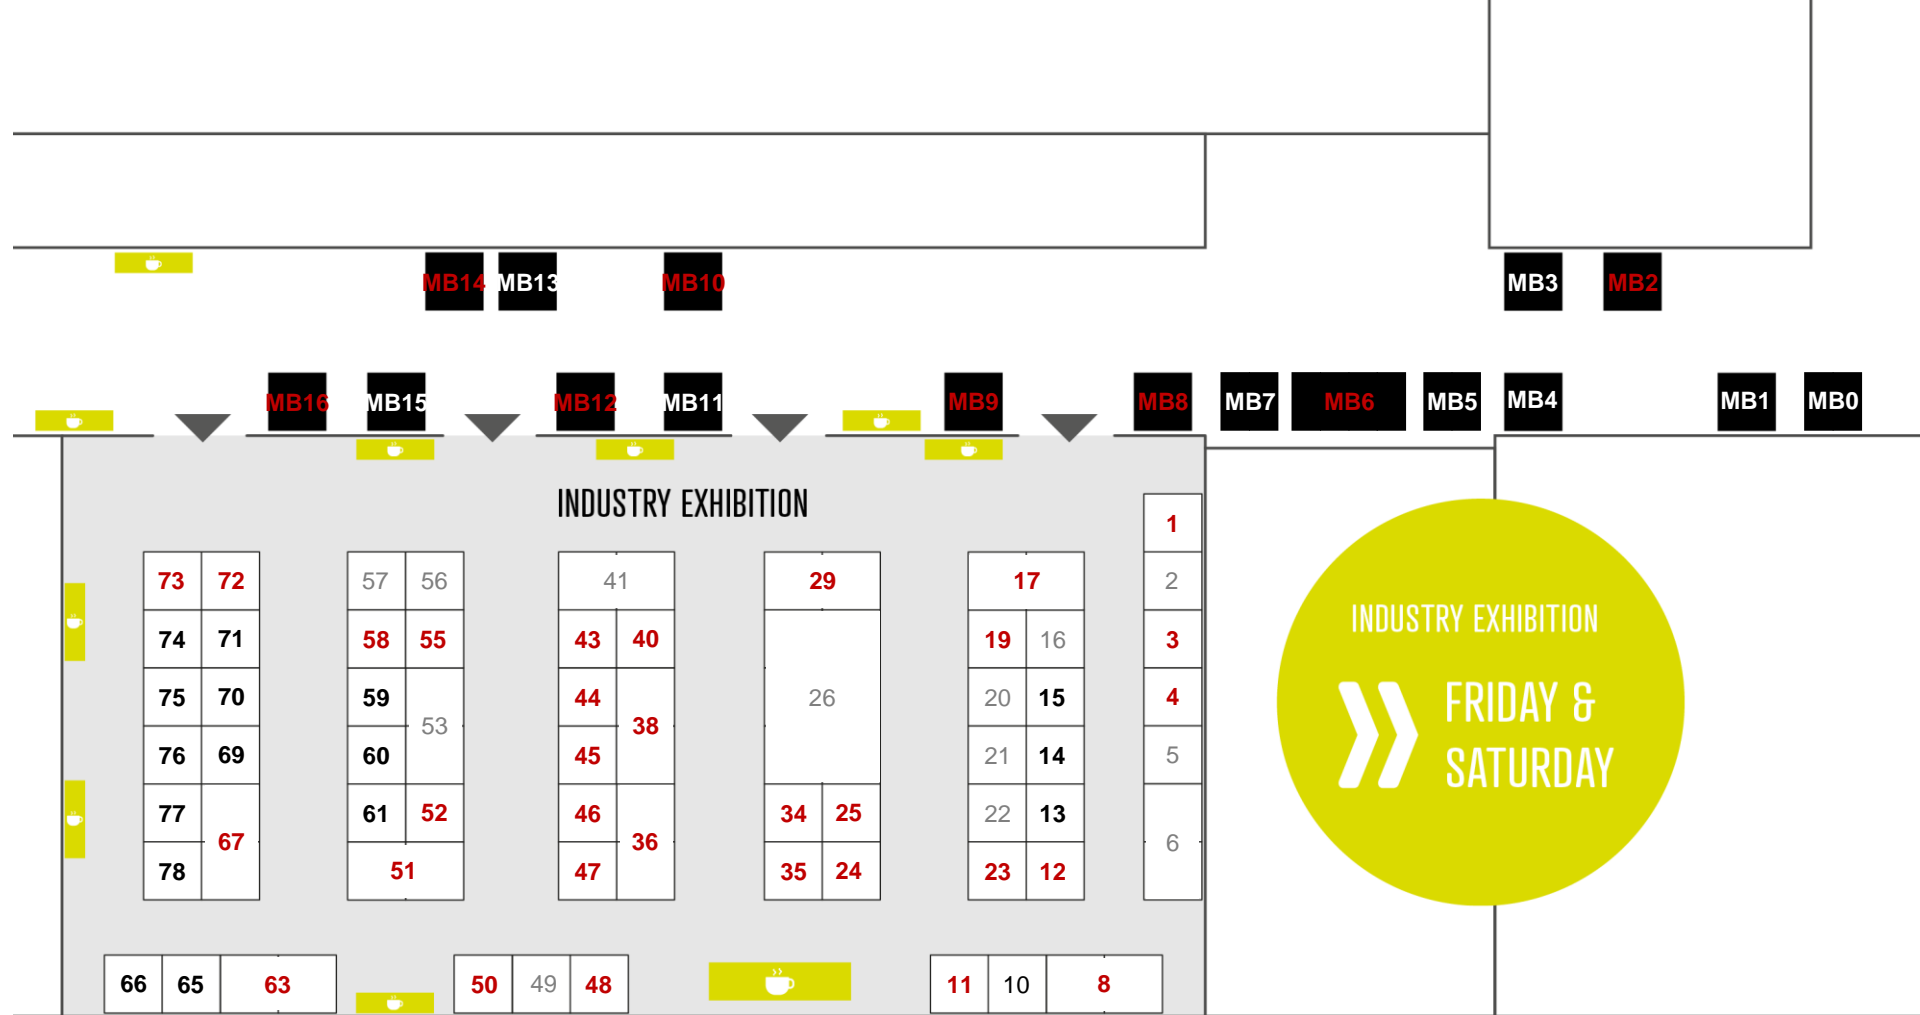 MB14 MB13 MB10 MB3 MB2
MB16 MB15 MB12 MB11 MB9 MB8 MB7 MB6 MB5 MB4 MB1 MB0
INDUSTRY EXHIBITION
1
73 72 57 56 41 29 17 2
74 71 58 55 43 40 19 16 3
75 70 59 44 26 20 15 4
53 38
76 69 60 45 21 14 5
77 61 52 46 34 25 22 13
67 36 6
78 51 47 35 24 23 12
66 65 63 50 49 48 11 10 8
INDUSTRY EXHIBITION
FRIDAY &
SATURDAY